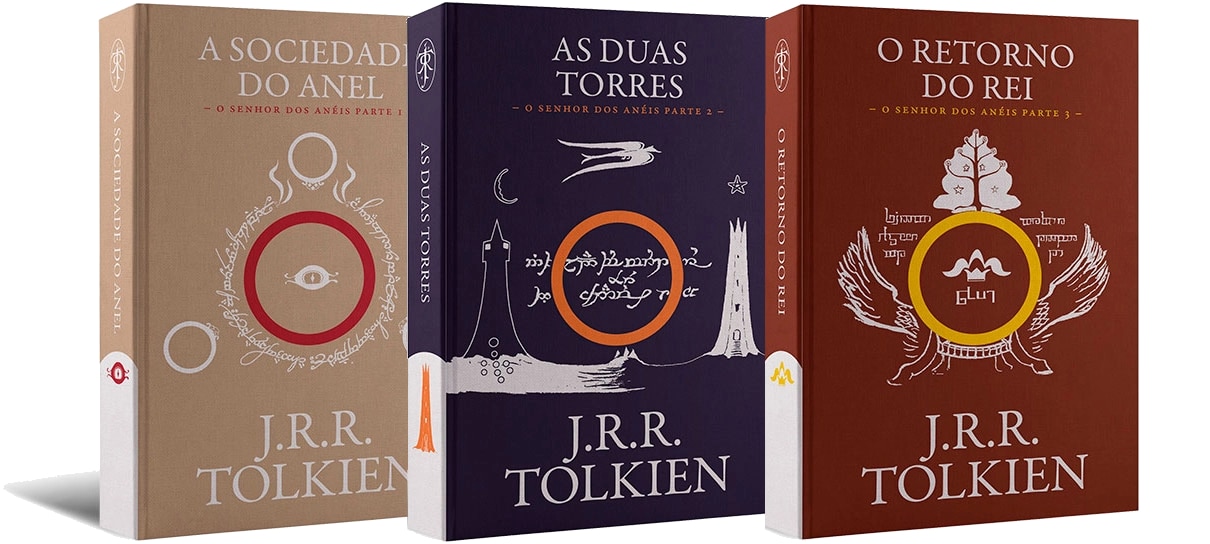 A SOCIEDADE
DO ANEL
– O SENHOR DOS ANÉIS PARTE 1
J.R.R.
TOLKIEN
A SOCIEDADE DO ANEL
AS DUAS
TORRES
– O SENHOR DOS ANÉIS PARTE 2 –
J.R.R.
TOLKIEN
AS DUAS TORRES
O RETORNO
DO REI
– O SENHOR DOS ANÉIS PARTE 3 –
J.R.R.
TOLKIEN
O RETORNO DO REI